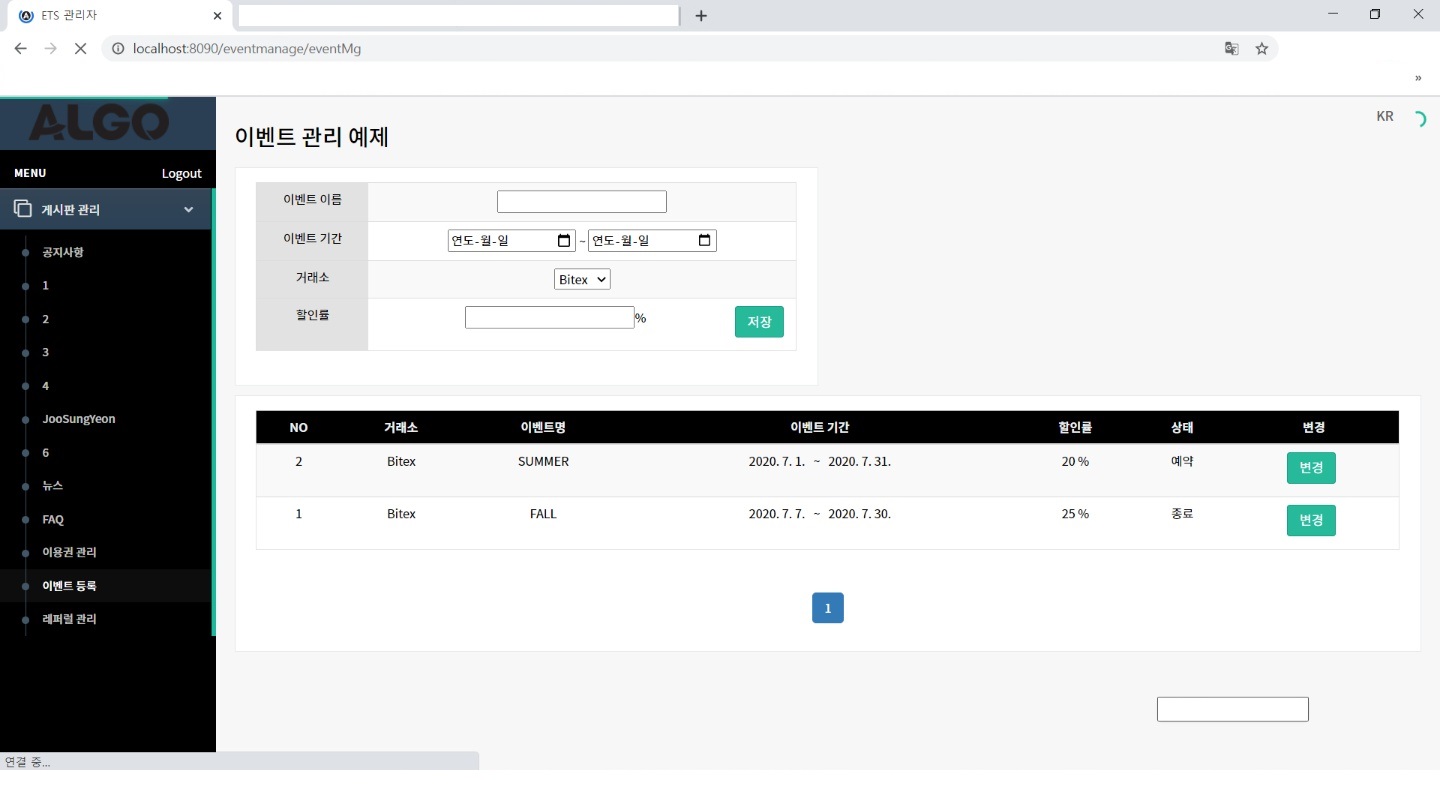 ETS 관리자
localhost:8090/eventmanage/eventMg
»
ALGO
KR
MENU Logout
게시판 관리
공지사항
1
2
3
4
JooSungYeon
6
뉴스
FAQ
이용권 관리
이벤트 등록
레퍼럴 관리
이벤트 관리 예제
이벤트 이름
이벤트 기간 연도-월-일 ~ 연도-월-일
거래소 Bitex
할인률 % 저장
NO 거래소 이벤트명 이벤트 기간 할인률 상태 변경
2 Bitex SUMMER 2020. 7. 1. ~ 2020. 7. 31. 20 % 예약 변경
1 Bitex FALL 2020. 7. 7. ~ 2020. 7. 30. 25 % 종료 변경
1
연결 중...